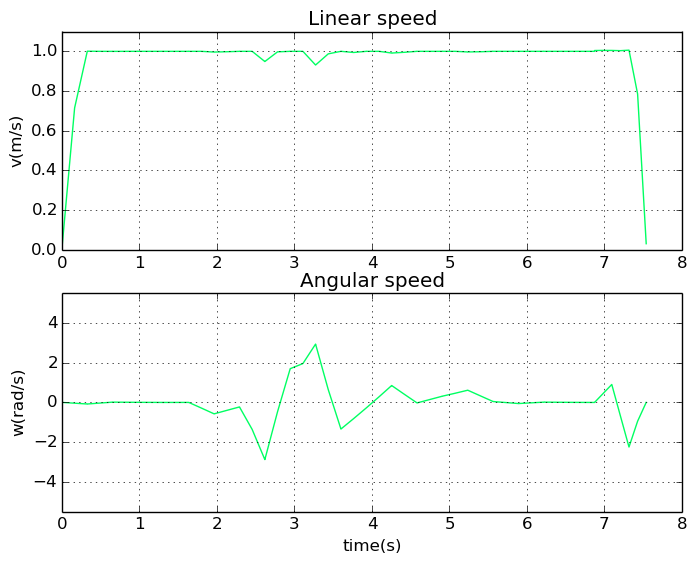 Linear speed
1.0
0.8
0.6
0.4
0.2
0.0
v(m/s)
0 1 2 3 4 5 6 7 8
Angular speed
4
2
0
−2
−4
w(rad/s)
0 1 2 3 4 5 6 7 8
time(s)